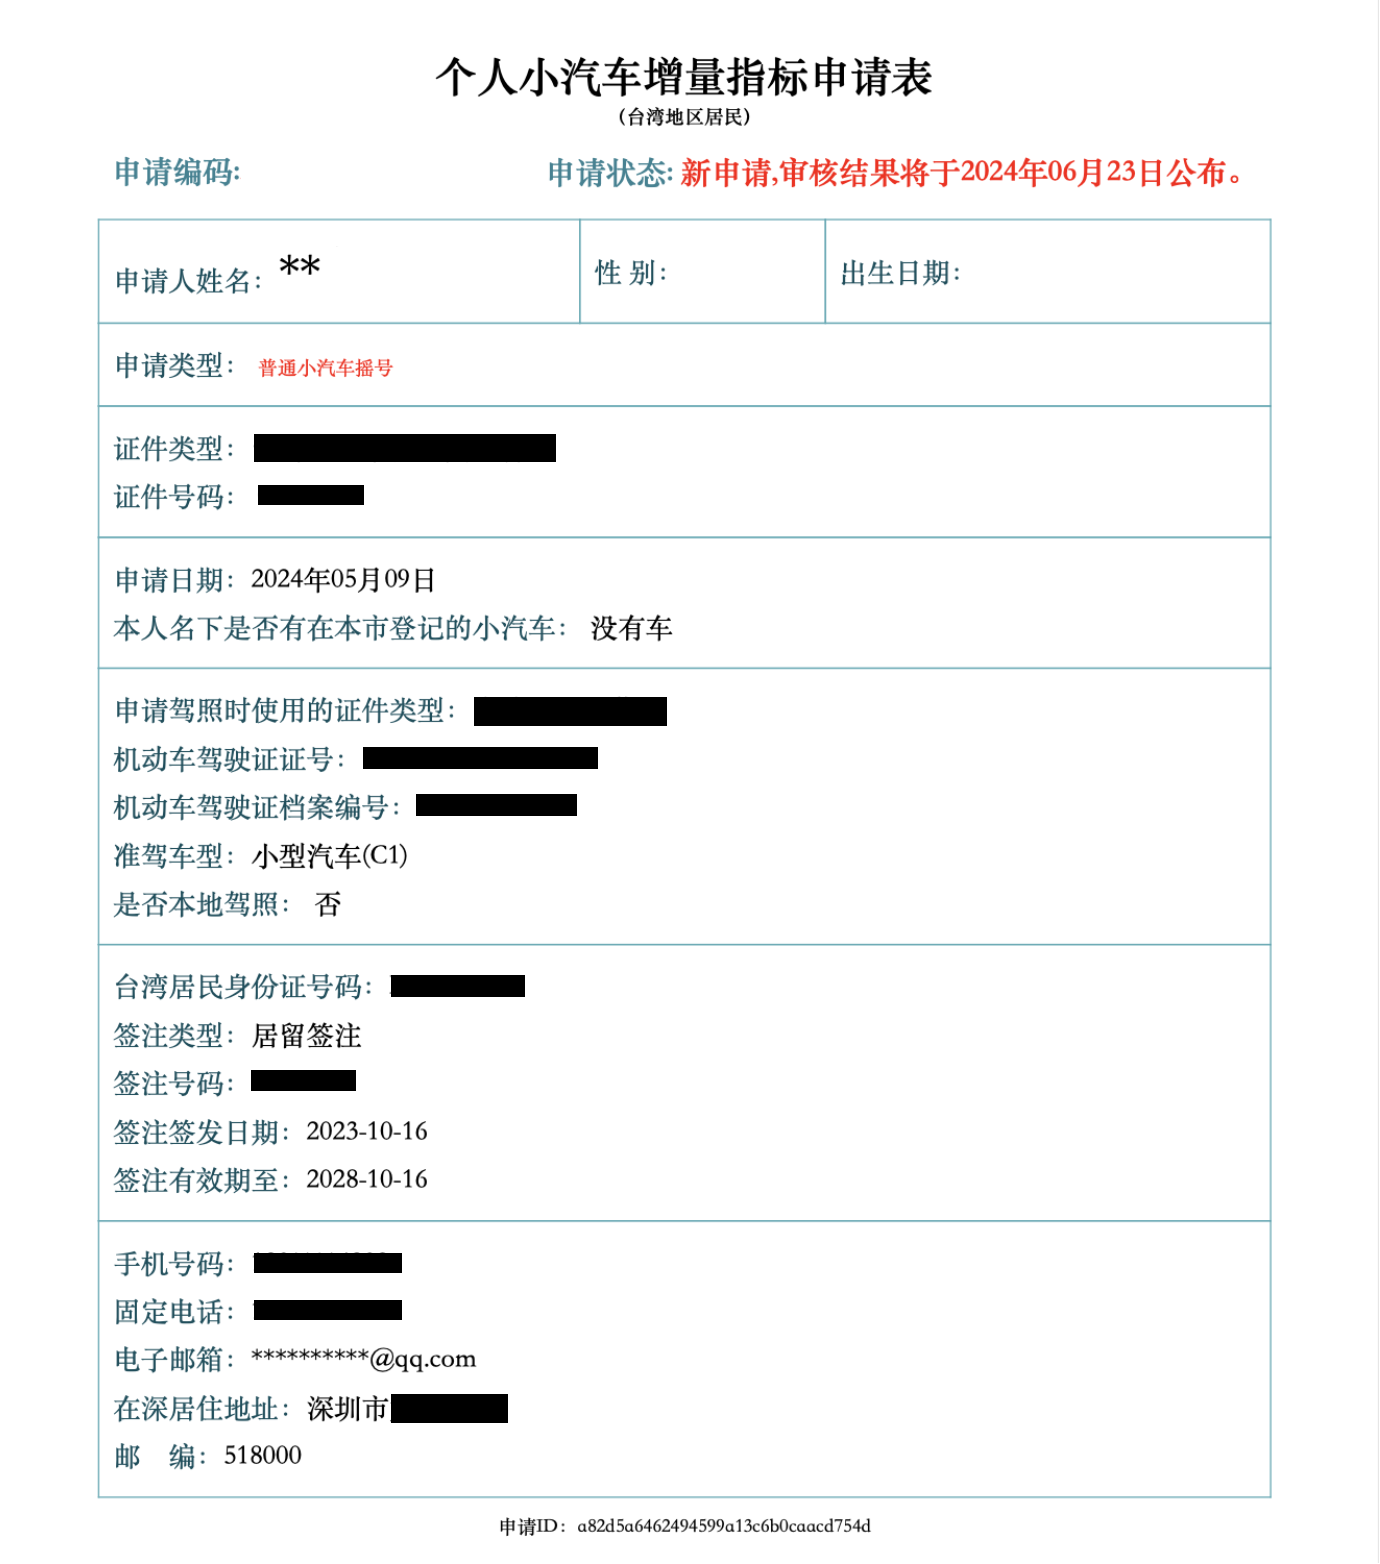 个人小汽车增量指标申请表
（台湾地区居民）
申请编码:
申请状态: 新申请,审核结果将于2024年06月23日公布。
申请人姓名： **
性 别：
出生日期：
申请类型： 普通小汽车摇号
证件类型：
证件号码：
申请日期：2024年05月09日
本人名下是否有在本市登记的小汽车： 没有车
申请驾照时使用的证件类型：
机动车驾驶证证号：
机动车驾驶证档案编号：
准驾车型：小型汽车(C1)
是否本地驾照： 否
台湾居民身份证号码：
签注类型：居留签注
签注号码：
签注签发日期：2023-10-16
签注有效期至：2028-10-16
手机号码：
固定电话：
电子邮箱：**********@qq.com
在深居住地址：深圳市
邮 编：518000
申请ID：a82d5a6462494599a13c6b0caacd754d